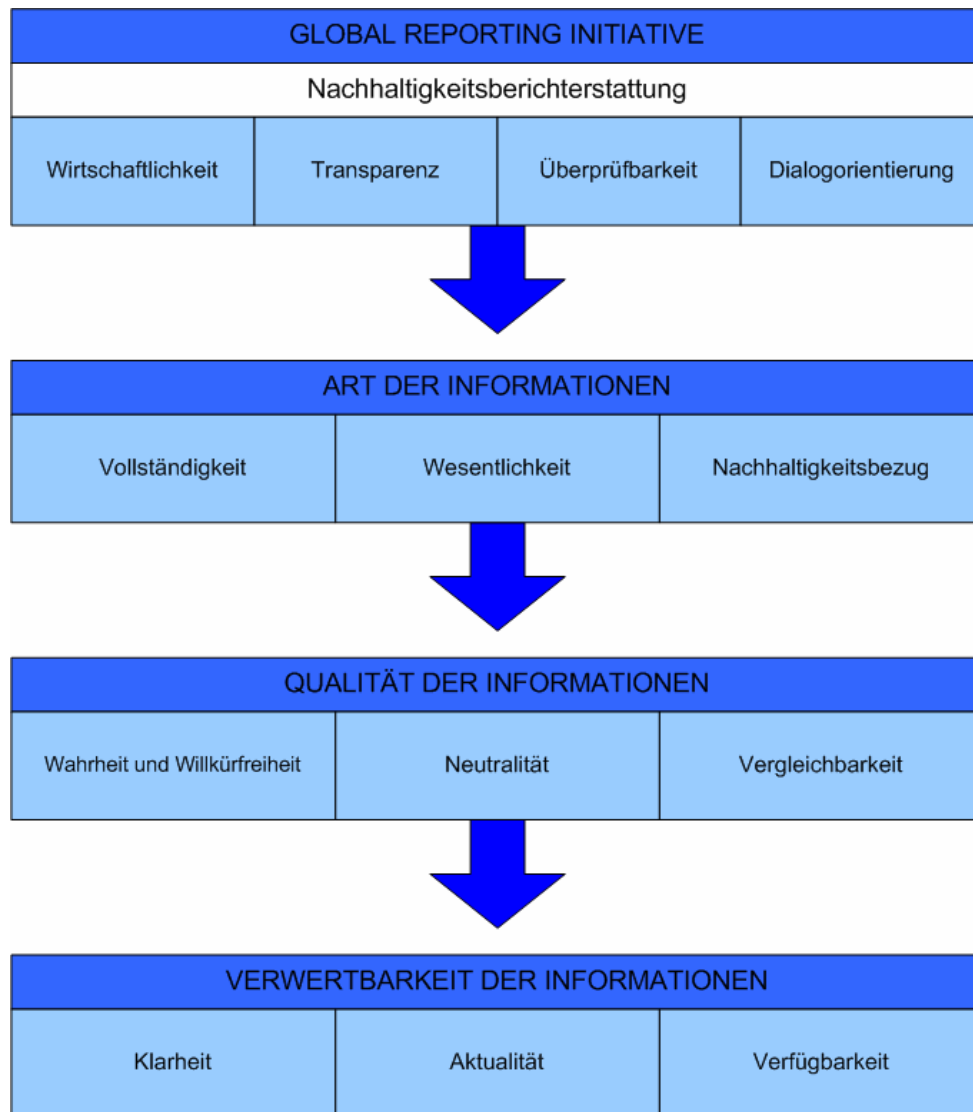 GLOBAL REPORTING INITIATIVE
Nachhaltigkeitsberichterstattung
Wirtschaftlichkeit
Transparenz
Überprüfbarkeit
Dialogorientierung
ART DER INFORMATIONEN
Vollständigkeit
Wesentlichkeit
Nachhaltigkeitsbezug
QUALITÄT DER INFORMATIONEN
Wahrheit und Willkürfreiheit
Neutralität
Vergleichbarkeit
VERWERTBARKEIT DER INFORMATIONEN
Klarheit
Aktualität
Verfügbarkeit